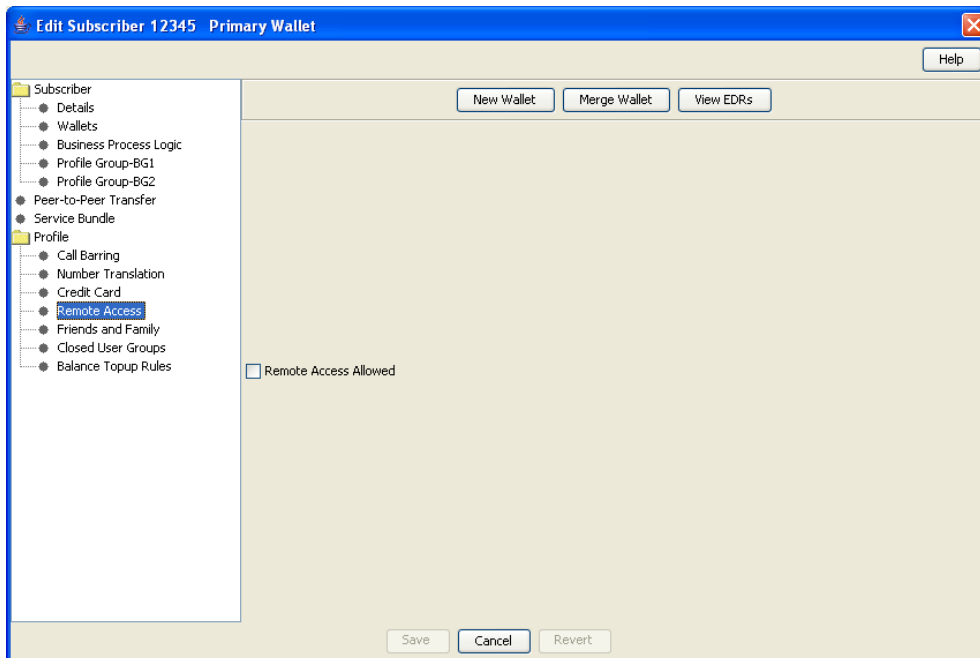 Edit Subscriber 12345 Primary Wallet
Help
Subscriber
Details
Wallets
Business Process Logic
Profile Group-BG1
Profile Group-BG2
Peer-to-Peer Transfer
Service Bundle
Profile
Call Barring
Number Translation
Credit Card
Remote Access
Friends and Family
Closed User Groups
Balance Topup Rules
New Wallet Merge Wallet View EDRs
Remote Access Allowed
Save Cancel Revert